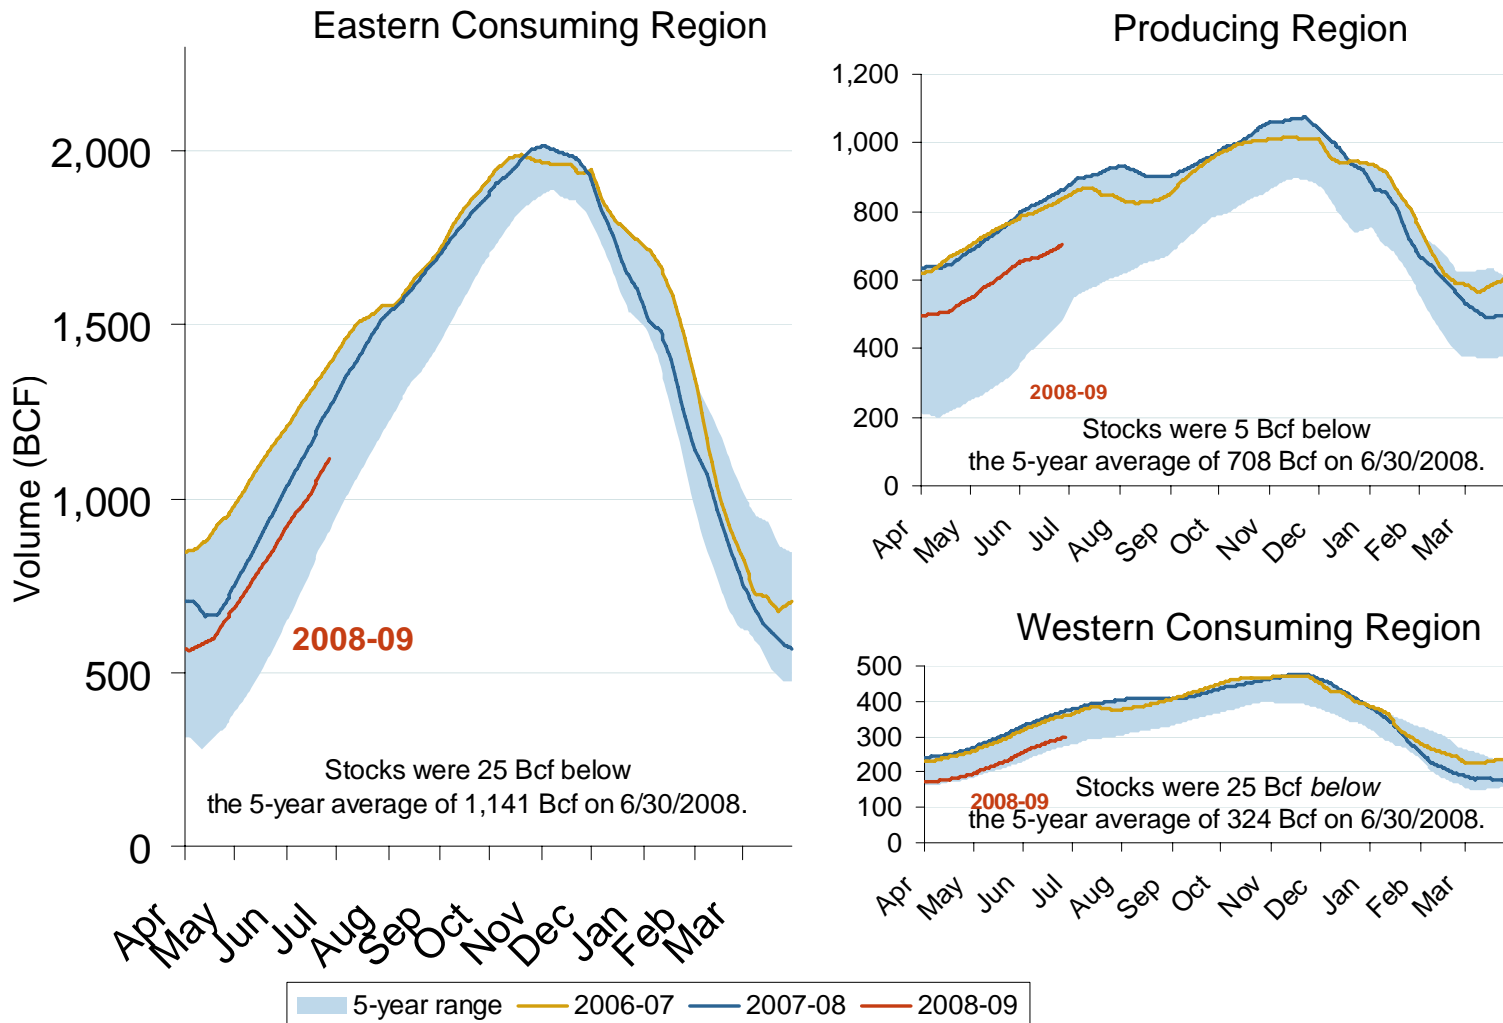 Eastern Consuming Region
Volume (BCF)
2,000
1,500
1,000
500
0
2008-09
Stocks were 25 Bcf below
the 5-year average of 1,141 Bcf on 6/30/2008.
Apr
May
Jun
Jul
Aug
Sep
Oct
Nov
Dec
Jan
Feb
Mar
Producing Region
1,200
1,000
800
600
400
200
0
2008-09
Stocks were 5 Bcf below
the 5-year average of 708 Bcf on 6/30/2008.
Apr
May
Jun
Jul
Aug
Sep
Oct
Nov
Dec
Jan
Feb
Mar
Western Consuming Region
500
400
300
200
100
0
2008-09
Stocks were 25 Bcf below
the 5-year average of 324 Bcf on 6/30/2008.
Apr
May
Jun
Jul
Aug
Sep
Oct
Nov
Dec
Jan
Feb
Mar
5-year range
2006-07
2007-08
2008-09